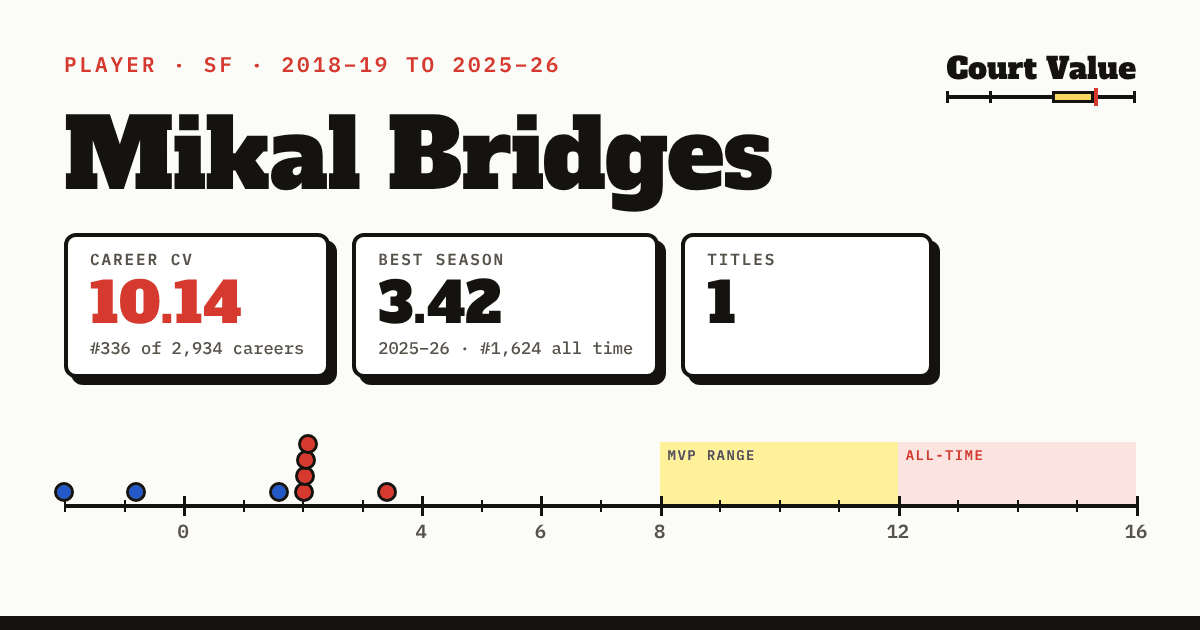 PLAYER · SF · 2018–19 TO 2025–26
Court Value
Mikal Bridges
CAREER CV
10.14
#336 of 2,934 careers
BEST SEASON
3.42
2025–26 · #1,624 all time
TITLES
1
MVP RANGE
ALL-TIME
0 4 6 8 12 16